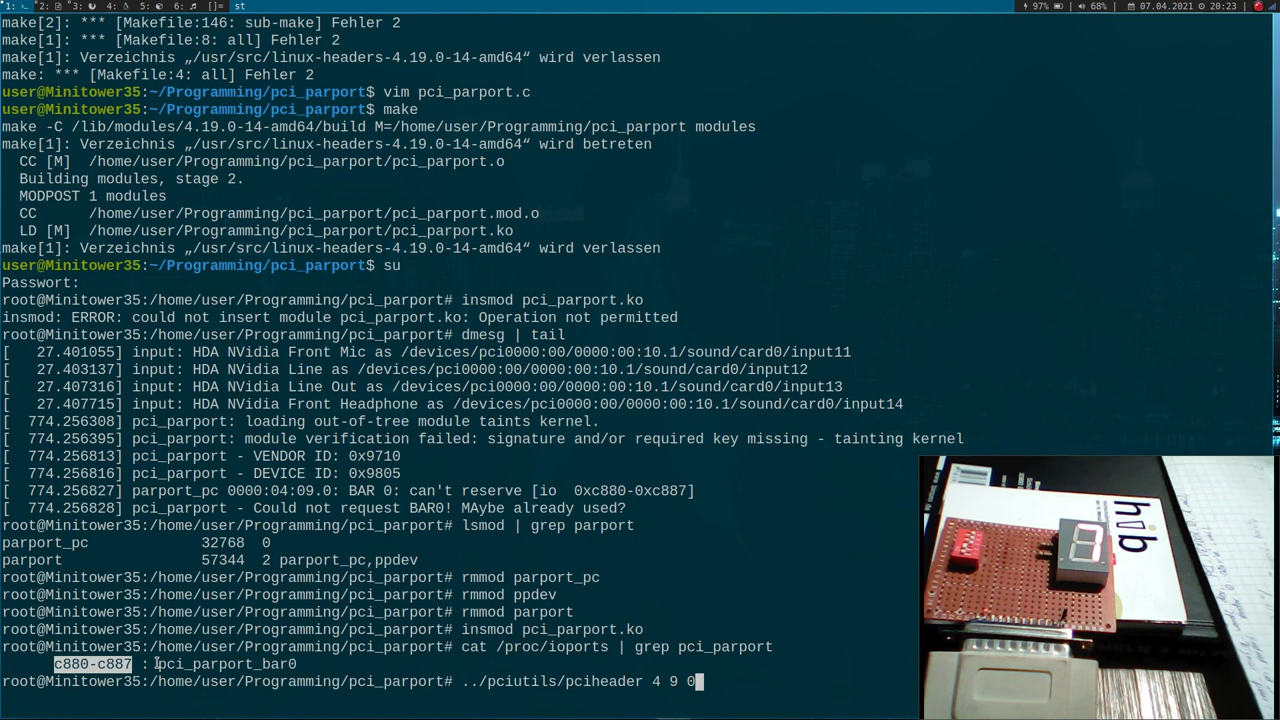 1: 2: 3: 4: 5: 6: []= st 97% 68% 07.04.2021 20:23
make[2]: *** [Makefile:146: sub-make] Fehler 2
make[1]: *** [Makefile:8: all] Fehler 2
make[1]: Verzeichnis „/usr/src/linux-headers-4.19.0-14-amd64“ wird verlassen
make: *** [Makefile:4: all] Fehler 2
user@Minitower35:~/Programming/pci_parport$ vim pci_parport.c
user@Minitower35:~/Programming/pci_parport$ make
make -C /lib/modules/4.19.0-14-amd64/build M=/home/user/Programming/pci_parport modules
make[1]: Verzeichnis „/usr/src/linux-headers-4.19.0-14-amd64“ wird betreten
CC [M] /home/user/Programming/pci_parport/pci_parport.o
Building modules, stage 2.
MODPOST 1 modules
CC /home/user/Programming/pci_parport/pci_parport.mod.o
LD [M] /home/user/Programming/pci_parport/pci_parport.ko
make[1]: Verzeichnis „/usr/src/linux-headers-4.19.0-14-amd64“ wird verlassen
user@Minitower35:~/Programming/pci_parport$ su
Passwort:
root@Minitower35:/home/user/Programming/pci_parport# insmod pci_parport.ko
insmod: ERROR: could not insert module pci_parport.ko: Operation not permitted
root@Minitower35:/home/user/Programming/pci_parport# dmesg | tail
[ 27.401055] input: HDA NVidia Front Mic as /devices/pci0000:00/0000:00:10.1/sound/card0/input11
[ 27.403137] input: HDA NVidia Line as /devices/pci0000:00/0000:00:10.1/sound/card0/input12
[ 27.407316] input: HDA NVidia Line Out as /devices/pci0000:00/0000:00:10.1/sound/card0/input13
[ 27.407715] input: HDA NVidia Front Headphone as /devices/pci0000:00/0000:00:10.1/sound/card0/input14
[ 774.256308] pci_parport: loading out-of-tree module taints kernel.
[ 774.256395] pci_parport: module verification failed: signature and/or required key missing - tainting kernel
[ 774.256813] pci_parport - VENDOR ID: 0x9710
[ 774.256816] pci_parport - DEVICE ID: 0x9805
[ 774.256827] parport_pc 0000:04:09.0: BAR 0: can't reserve [io 0xc880-0xc887]
[ 774.256828] pci_parport - Could not request BAR0! MAybe already used?
root@Minitower35:/home/user/Programming/pci_parport# lsmod | grep parport
parport_pc 32768 0
parport 57344 2 parport_pc,ppdev
root@Minitower35:/home/user/Programming/pci_parport# rmmod parport_pc
root@Minitower35:/home/user/Programming/pci_parport# rmmod ppdev
root@Minitower35:/home/user/Programming/pci_parport# rmmod parport
root@Minitower35:/home/user/Programming/pci_parport# insmod pci_parport.ko
root@Minitower35:/home/user/Programming/pci_parport# cat /proc/ioports | grep pci_parport
c880-c887 : pci_parport_bar0
root@Minitower35:/home/user/Programming/pci_parport# ../pciutils/pciheader 4 9 0